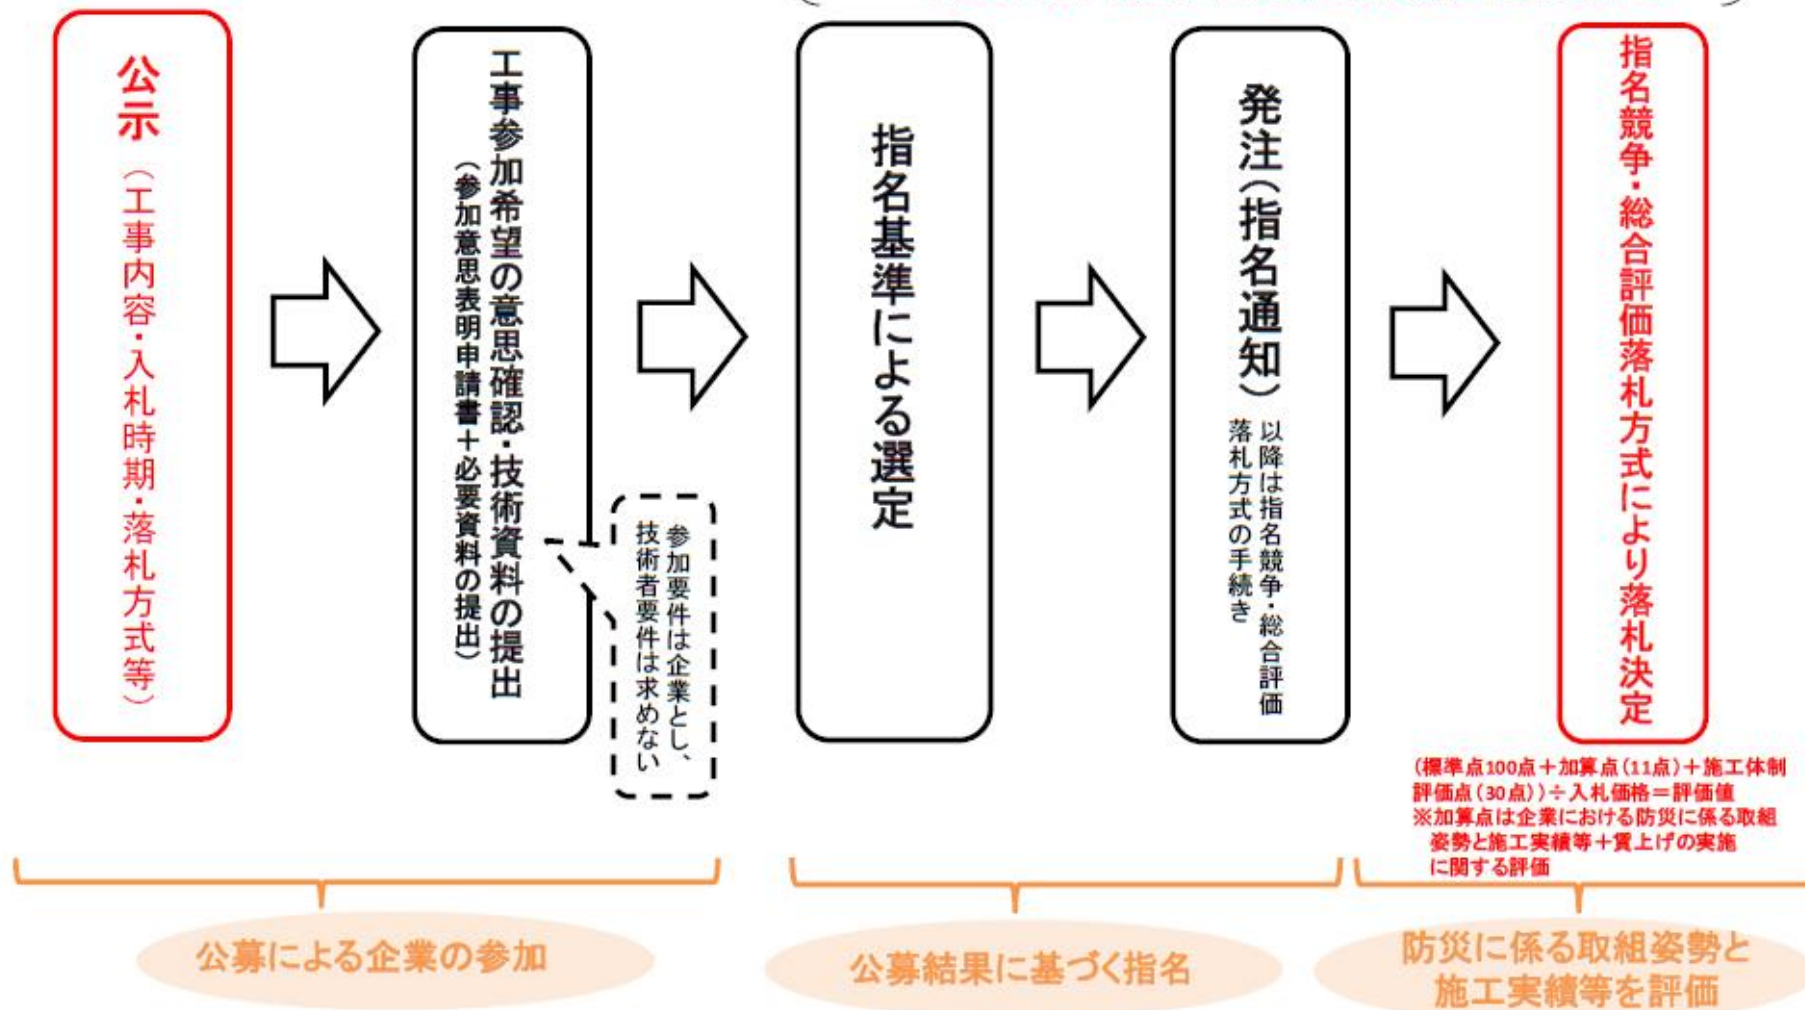 公示（工事内容・入札時期・落札方式等）
工事参加希望の意思確認・技術資料の提出
（参加意思表明申請書＋必要資料の提出）
参加要件は企業とし、
技術者要件は求めない
指名基準による選定
発注（指名通知）
以降は指名競争・総合評価
落札方式の手続き
指名競争・総合評価落札方式により落札決定
（標準点100点＋加算点（11点）＋施工体制
評価点（30点））÷入札価格＝評価値
※加算点は企業における防災に係る取組
姿勢と施工実績等＋賃上げの実施
に関する評価
公募による企業の参加
公募結果に基づく指名
防災に係る取組姿勢と
施工実績等を評価